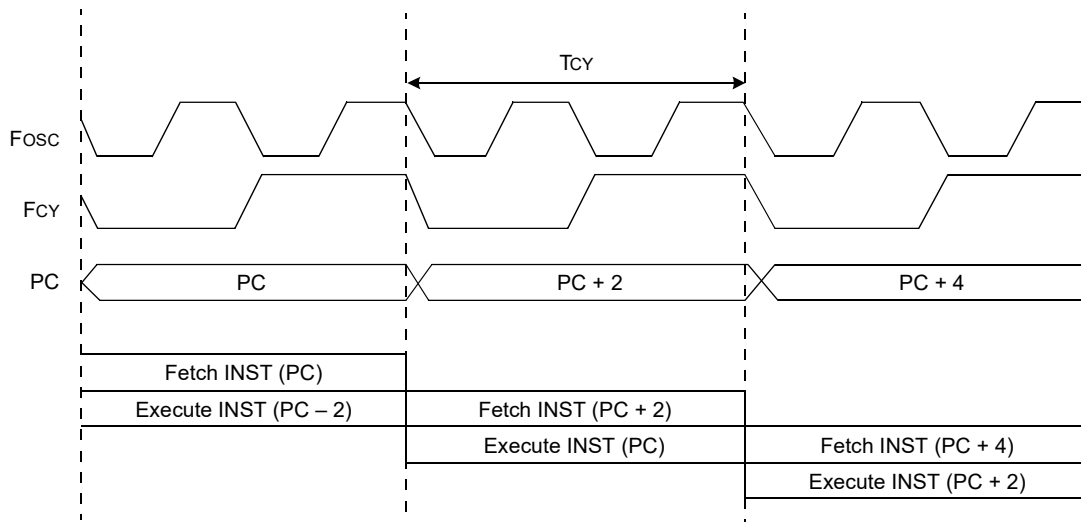 TCY
FOSC
FCY
PC PC PC + 2 PC + 4
Fetch INST (PC)
Execute INST (PC – 2) Fetch INST (PC + 2)
Execute INST (PC) Fetch INST (PC + 4)
Execute INST (PC + 2)